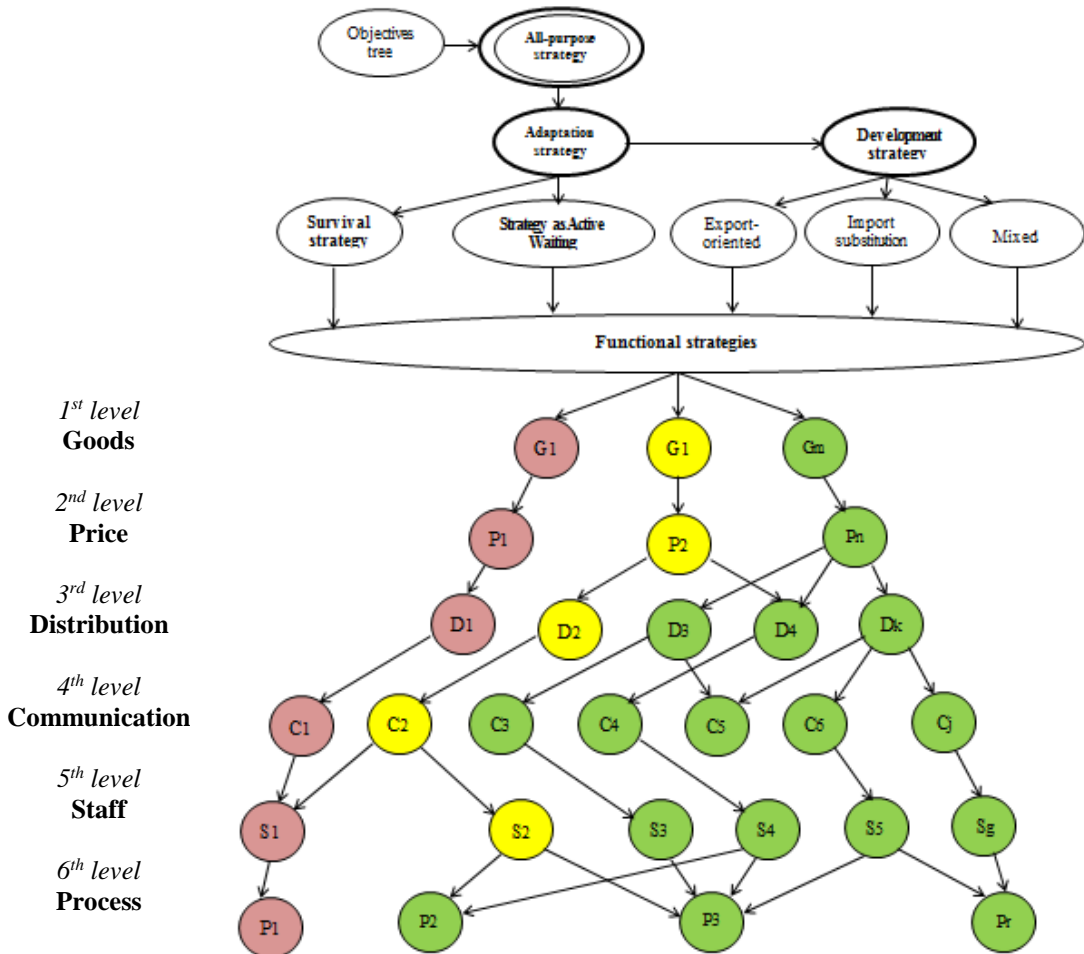 Objectives
tree
All-purpose
strategy
Adaptation
strategy
Development
strategy
Survival
strategy
Strategy as Active
Waiting
Export-
oriented
Import
substitution
Mixed
Functional strategies
1st level
Goods
G1
G1
Gm
2nd level
Price
P1
P2
Pn
3rd level
Distribution
D1
D2
D3
D4
Dk
4th level
Communication
C1
C2
C3
C4
C5
C6
Cj
5th level
Staff
S1
S2
S3
S4
S5
Sg
6th level
Process
P1
P2
P3
Pr